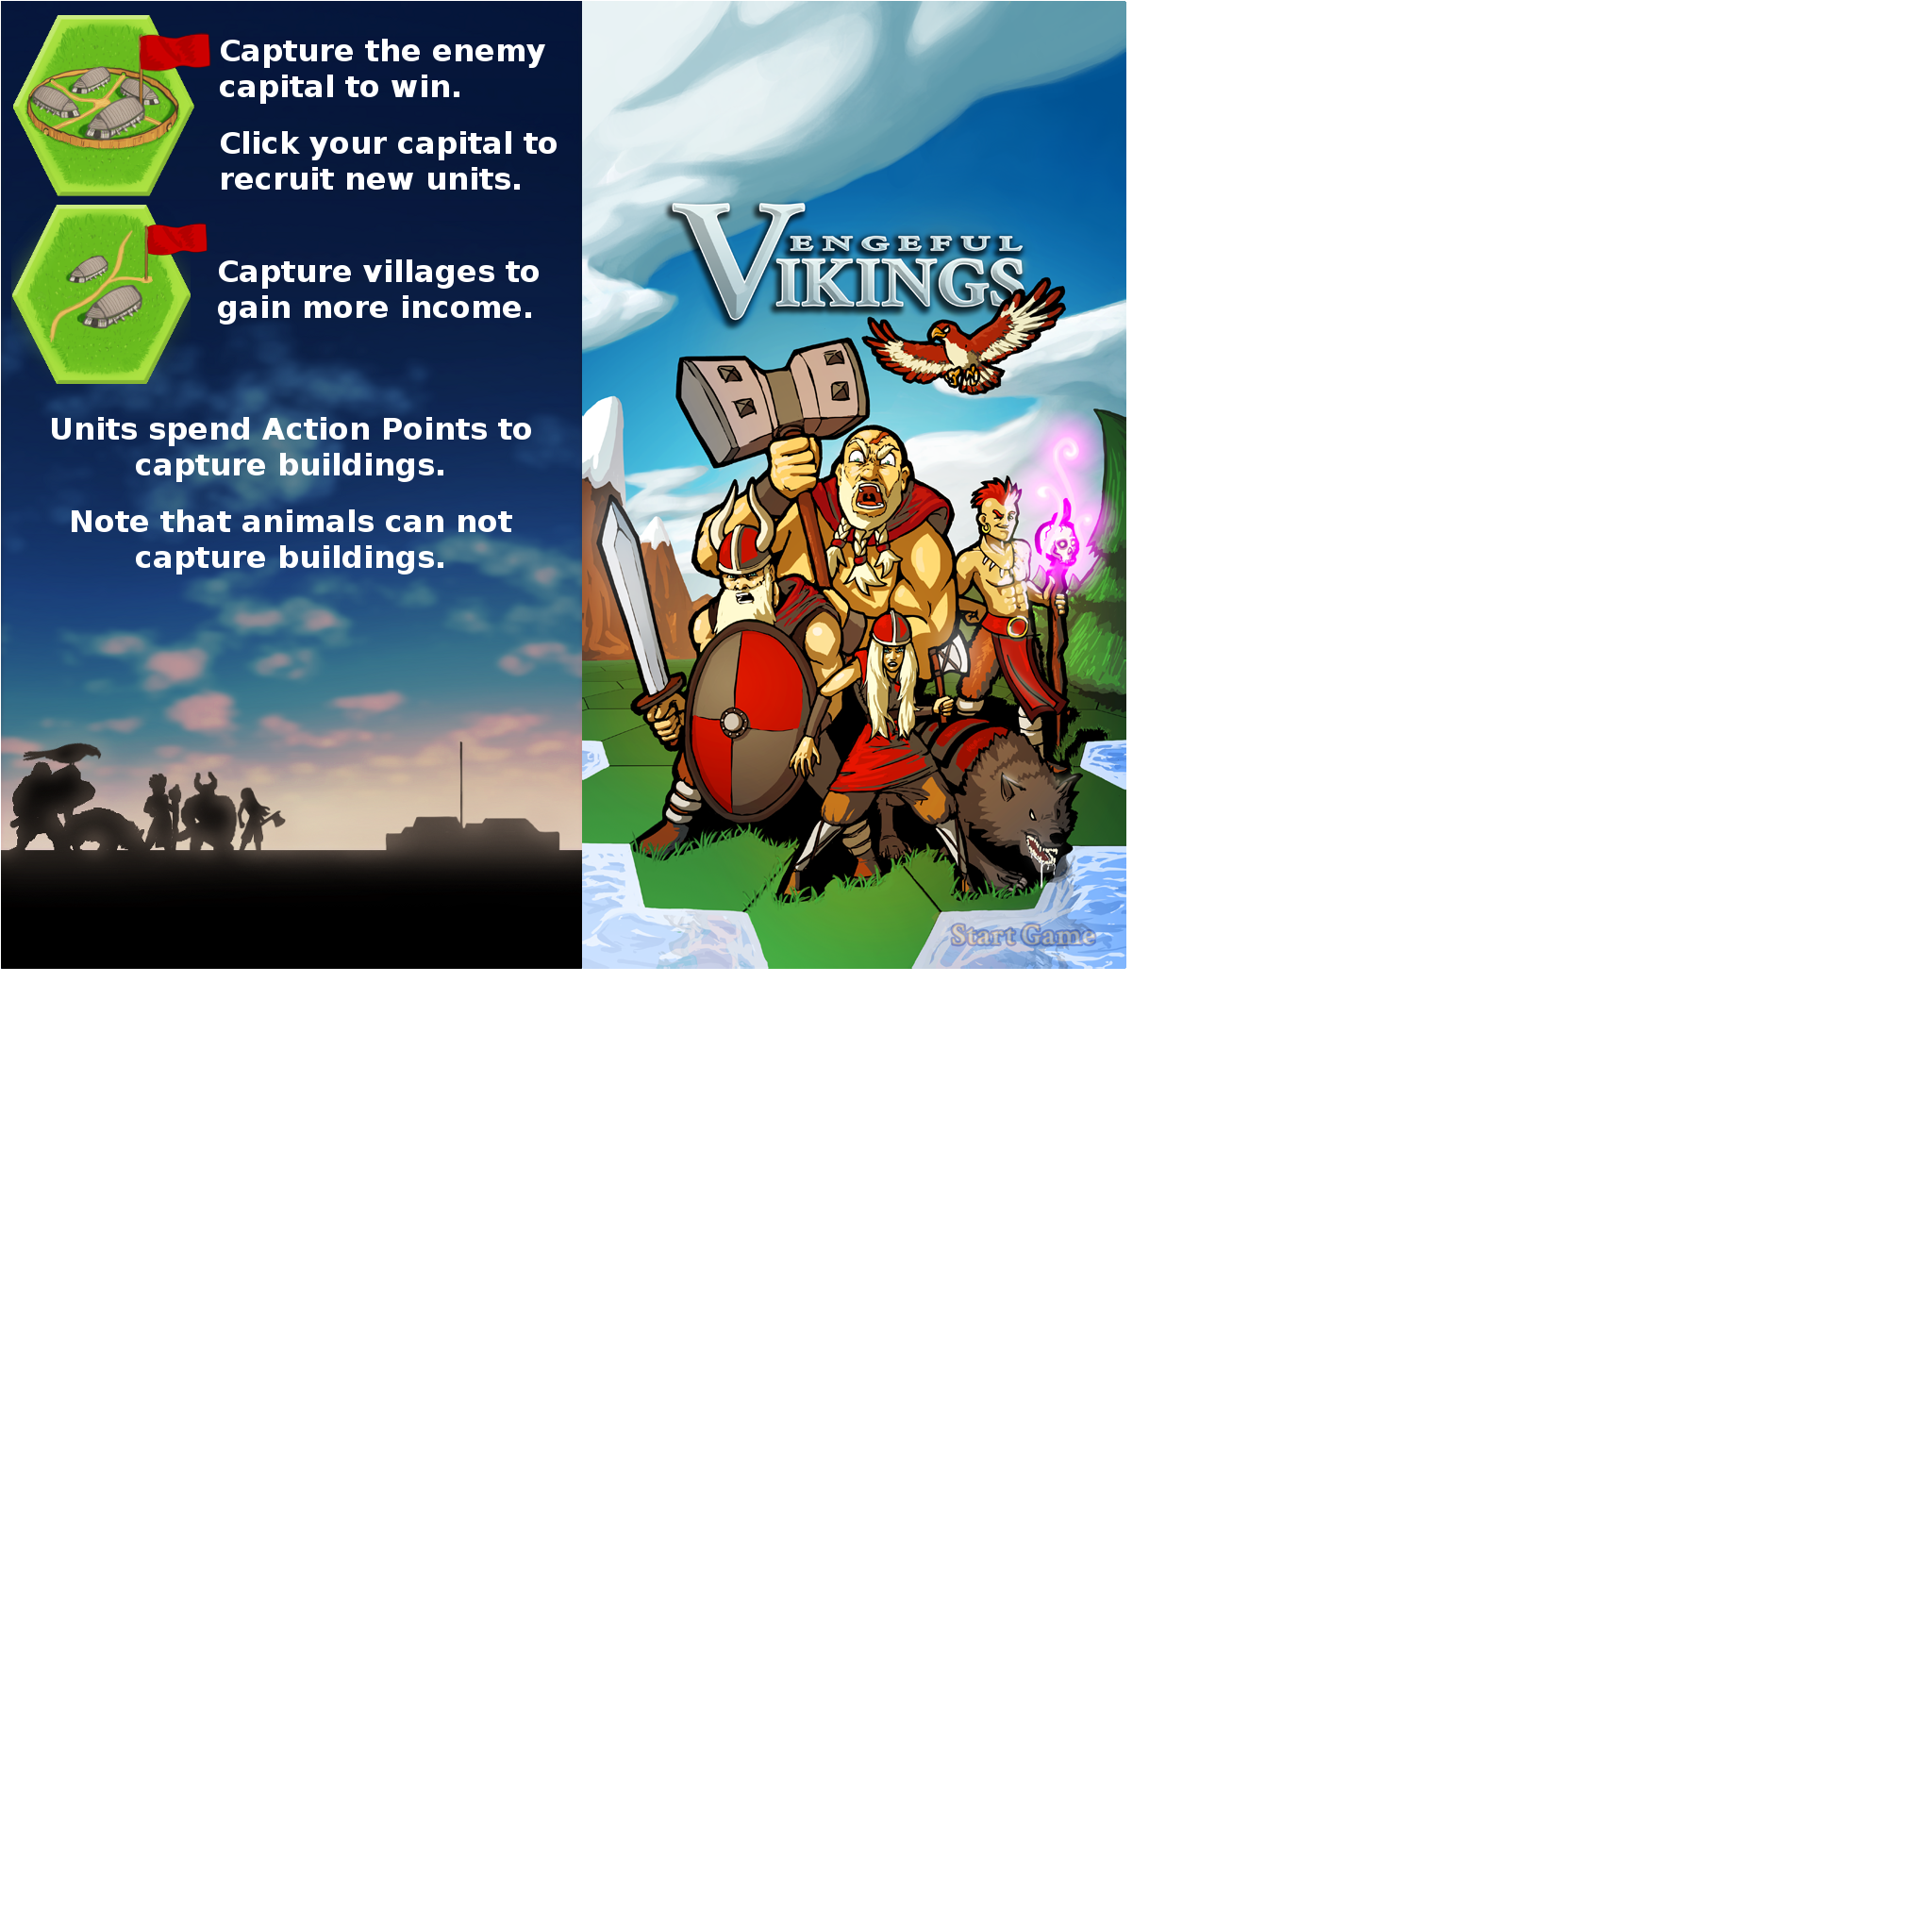 Capture the enemy
capital to win.
Click your capital to
recruit new units.
Capture villages to
gain more income.
Units spend Action Points to
capture buildings.
Note that animals can not
capture buildings.
VENGEFUL
VIKINGS
Start Game